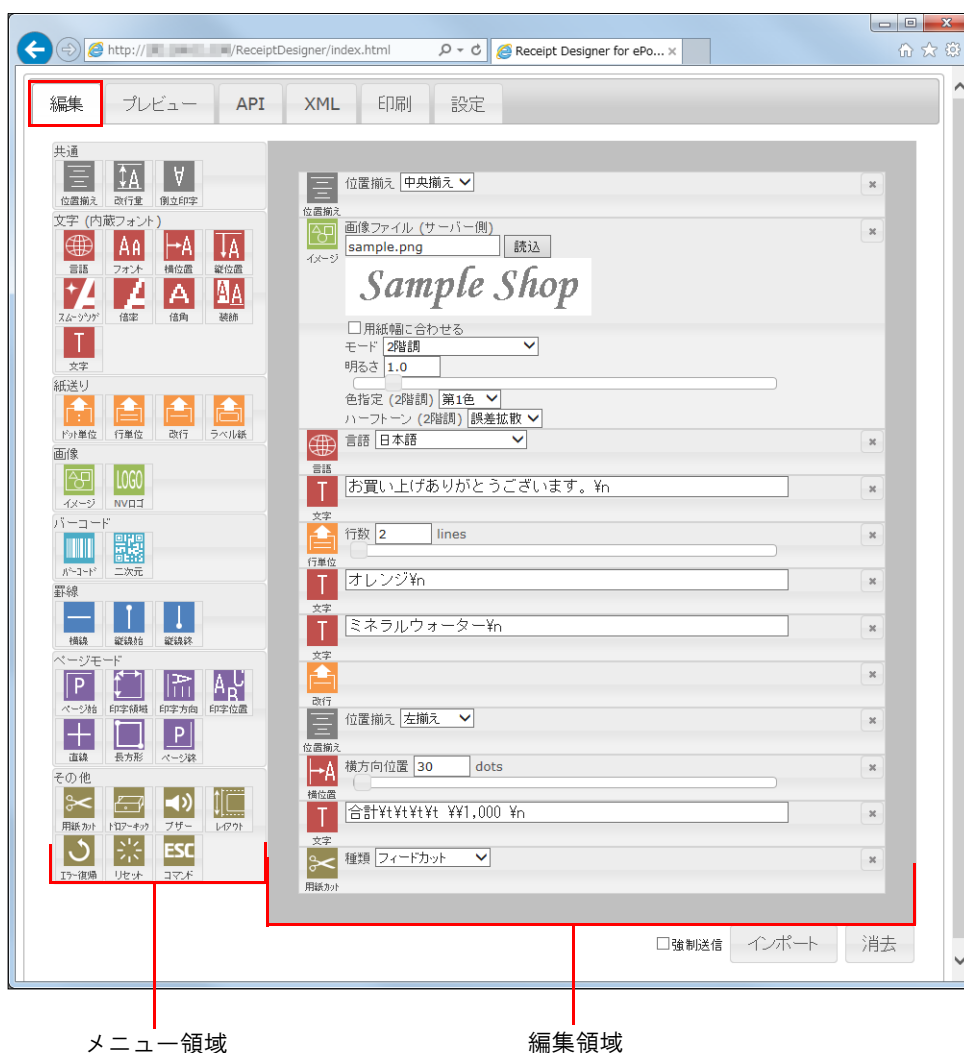 http:// /ReceiptDesigner/index.html
Receipt Designer for ePo... ×
編集 プレビュー API XML 印刷 設定
共通
位置揃え 改行量 倒立印字
文字 (内蔵フォント)
言語 フォント 横位置 縦位置
スムージング 倍率 倍角 装飾
文字
紙送り
ドット単位 行単位 改行 ラベル紙
画像
LOGO
イメージ NVロゴ
バーコード
バーコード 二次元
罫線
横線 縦線始 縦線終
ページモード
ページ始 印字領域 印字方向 印字位置
直線 長方形 ページ終
その他
用紙カット ドロアーキック ブザー レイアウト
ESC
エラー復帰 リセット コマンド
位置揃え 中央揃え
位置揃え
画像ファイル (サーバー側)
sample.png 読込
イメージ
Sample Shop
用紙幅に合わせる
モード 2階調
明るさ 1.0
色指定 (2階調) 第1色
ハーフトーン (2階調) 誤差拡散
言語 日本語
言語
お買い上げありがとうございます。¥n
文字
行数 2 lines
行単位
オレンジ¥n
文字
ミネラルウォーター¥n
文字
改行
位置揃え 左揃え
位置揃え
横方向位置 30 dots
横位置
合計¥t¥t¥t¥t ¥¥1,000 ¥n
文字
種類 フィードカット
用紙カット
強制送信 インポート 消去
メニュー領域 編集領域